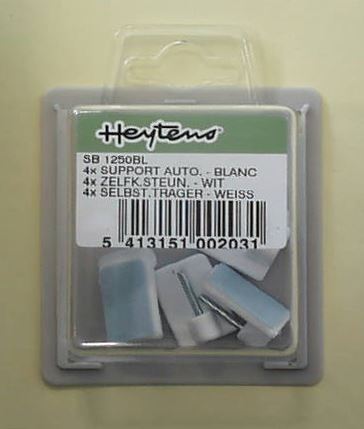 Heytens
SB 1250BL
4x SUPPORT AUTO. - BLANC
4x ZELFK.STEUN. - WIT
4x SELBST.TRAGER - WEISS
5 413151 002031